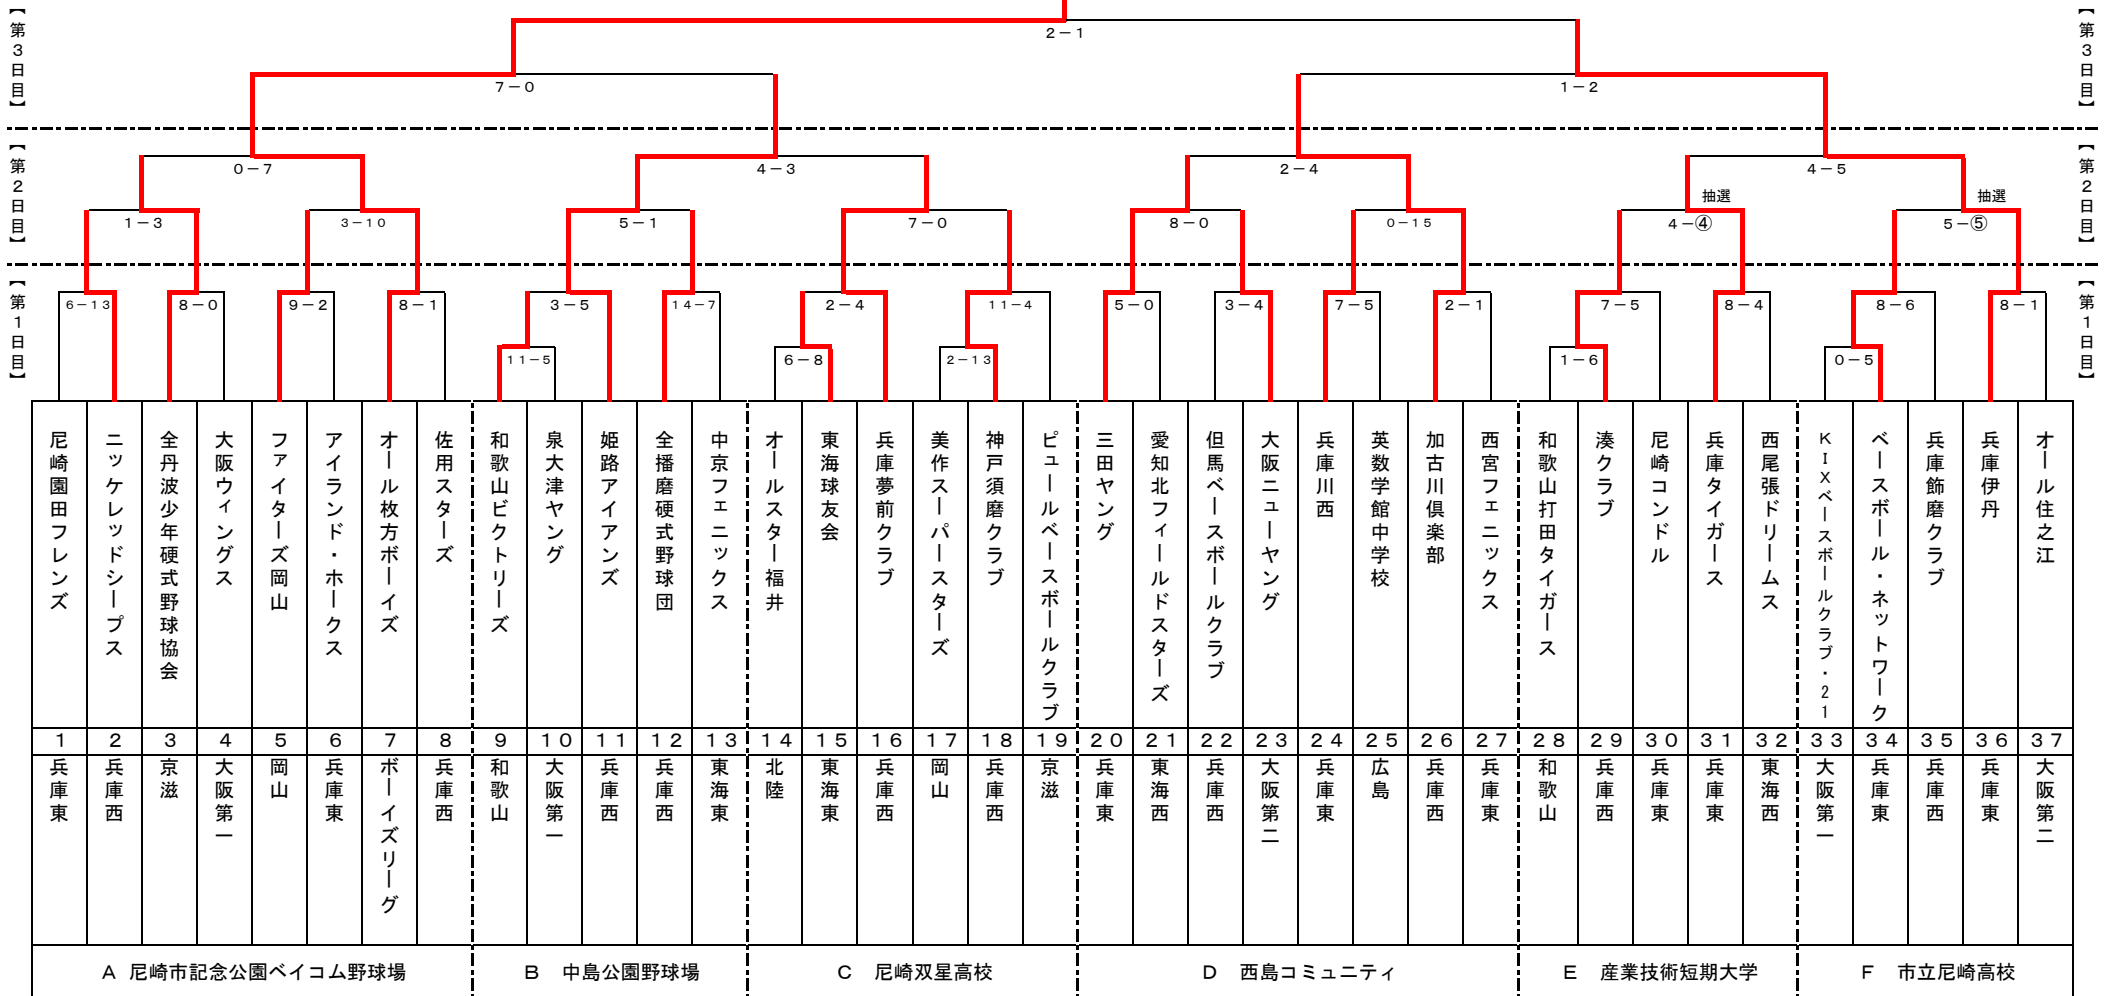 【第3日目】
【第3日目】
2－1
7－0
1－2
【第2日目】
【第2日目】
0－7
4－3
2－4
4－5
抽選
抽選
1－3
3－10
5－1
7－0
8－0
0－15
4－④
5－⑤
【第1日目】
【第1日目】
6－13
8－0
9－2
8－1
3－5
14－7
2－4
11－4
5－0
3－4
7－5
2－1
7－5
8－4
8－6
8－1
11－5
6－8
2－13
1－6
0－5
尼崎園田フレンズ
ニッケレッドシープス
全丹波少年硬式野球協会
大阪ウィングス
ファイターズ岡山
アイランド・ホークス
オール枚方ボーイズ
佐用スターズ
和歌山ビクトリーズ
泉大津ヤング
姫路アイアンズ
全播磨硬式野球団
中京フェニックス
オールスター福井
東海球友会
兵庫夢前クラブ
美作スーパースターズ
神戸須磨クラブ
ピュールベースボールクラブ
三田ヤング
愛知北フィールドスターズ
但馬ベースボールクラブ
大阪ニューヤング
兵庫川西
英数学館中学校
加古川倶楽部
西宮フェニックス
和歌山打田タイガース
湊クラブ
尼崎コンドル
兵庫タイガース
西尾張ドリームス
KIXベースボールクラブ・21
ベースボール・ネットワーク
兵庫飾磨クラブ
兵庫伊丹
オール住之江
1 2 3 4 5 6 7 8 9 10 11 12 13 14 15 16 17 18 19 20 21 22 23 24 25 26 27 28 29 30 31 32 33 34 35 36 37
兵庫東
兵庫西
京滋
大阪第一
岡山
兵庫東
ボーイズリーグ
兵庫西
和歌山
大阪第一
兵庫西
兵庫西
東海東
北陸
東海東
兵庫西
岡山
兵庫西
京滋
兵庫東
東海西
兵庫西
大阪第二
兵庫東
広島
兵庫西
兵庫東
和歌山
兵庫西
兵庫東
兵庫東
東海西
大阪第一
兵庫東
兵庫西
兵庫東
大阪第二
A 尼崎市記念公園ベイコム野球場
B 中島公園野球場
C 尼崎双星高校
D 西島コミュニティ
E 産業技術短期大学
F 市立尼崎高校